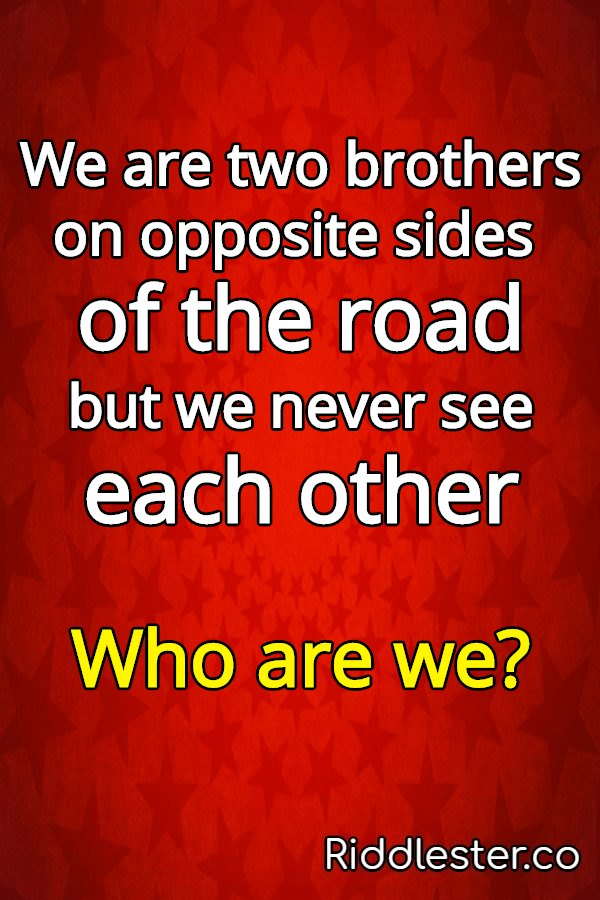 We are two brothers
on opposite sides
of the road
but we never see
each other
Who are we?
Riddlester.co